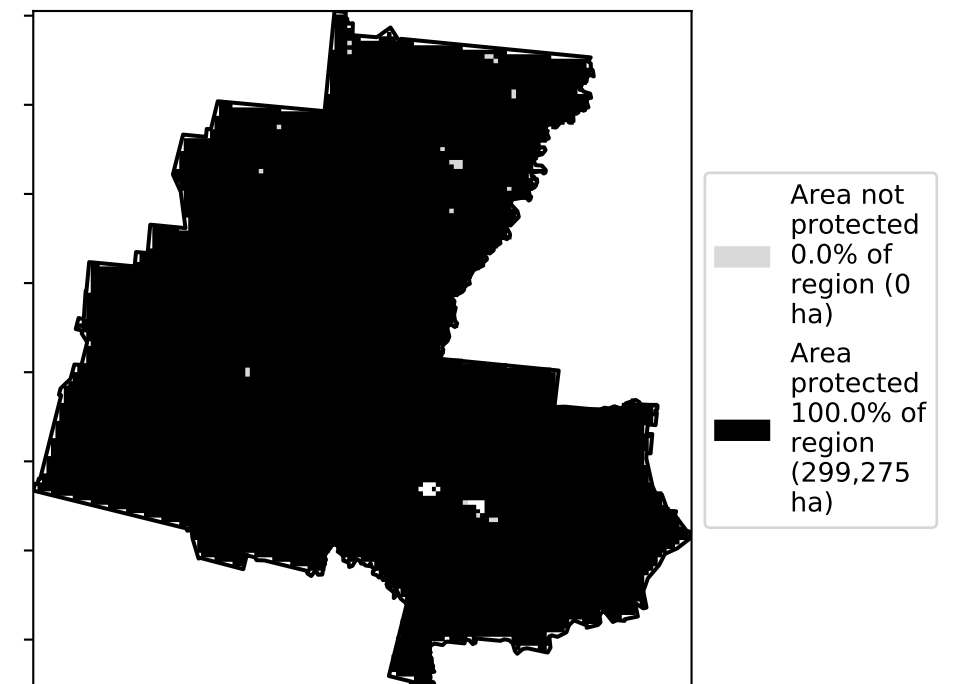 Area not
protected
0.0% of
region (0
ha)
Area
protected
100.0% of
region
(299,275
ha)